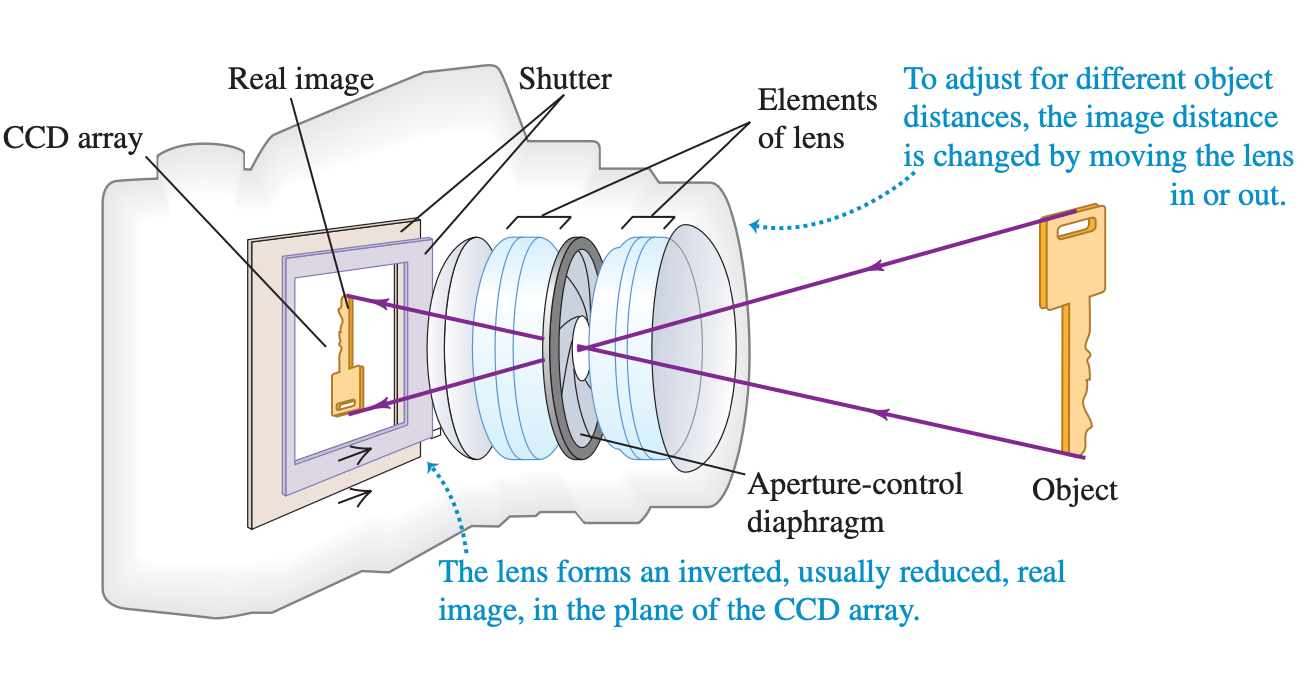 Real image
Shutter
CCD array
Elements
of lens
To adjust for different object
distances, the image distance
is changed by moving the lens
in or out.
Aperture-control
diaphragm
Object
The lens forms an inverted, usually reduced, real
image, in the plane of the CCD array.